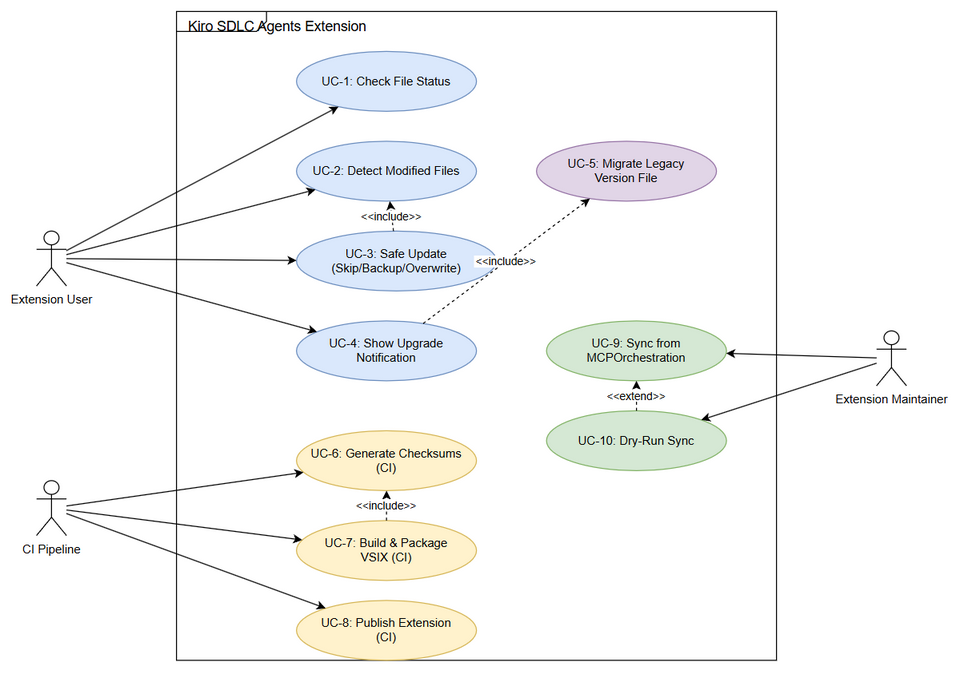 Kiro SDLC Agents Extension
UC-1: Check File Status
UC-2: Detect Modified Files
UC-5: Migrate Legacy
Version File
<<include>>
UC-3: Safe Update
(Skip/Backup/Overwrite)
<<include>>
Extension User
UC-4: Show Upgrade
Notification
UC-9: Sync from
MCPOrchestration
<<extend>>
Extension Maintainer
UC-10: Dry-Run Sync
UC-6: Generate Checksums
(CI)
<<include>>
UC-7: Build & Package
VSIX (CI)
CI Pipeline
UC-8: Publish Extension
(CI)